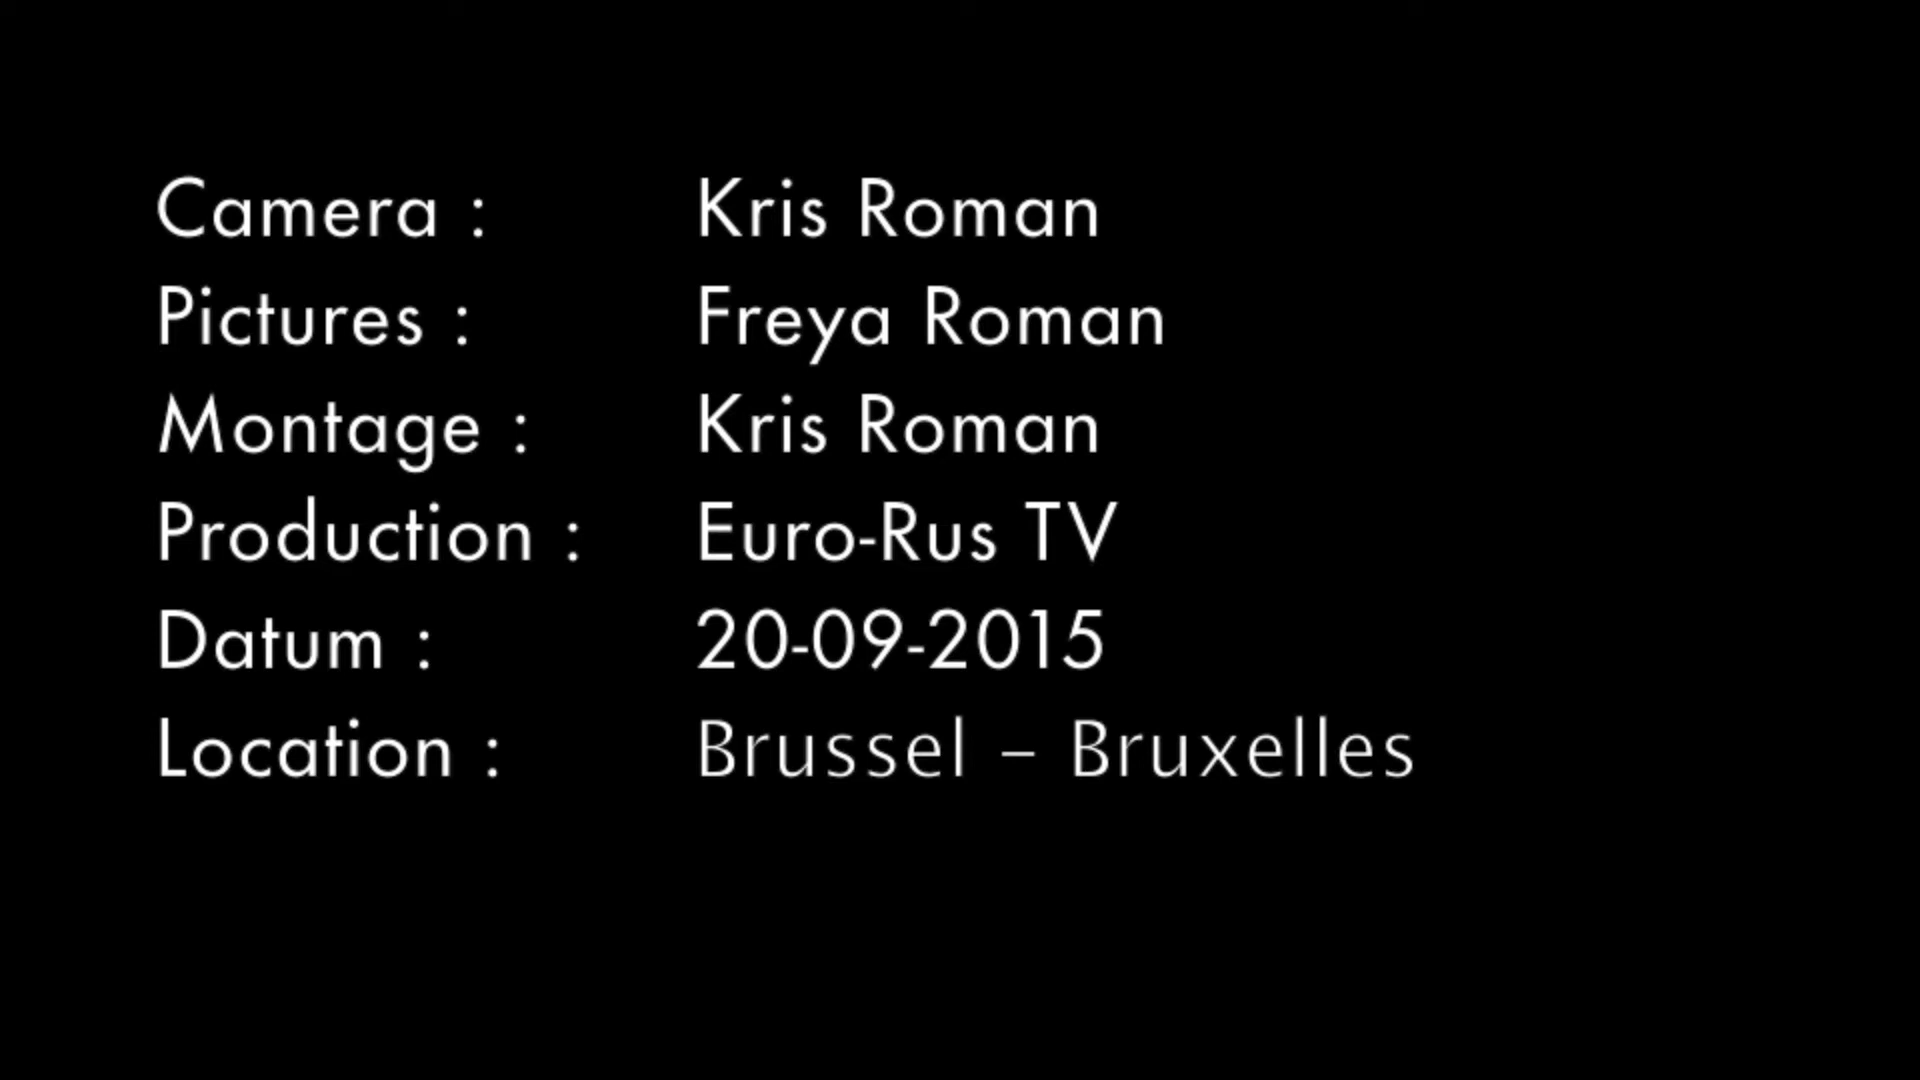 Camera : Kris Roman
Pictures : Freya Roman
Montage : Kris Roman
Production : Euro-Rus TV
Datum : 20-09-2015
Location : Brussel – Bruxelles